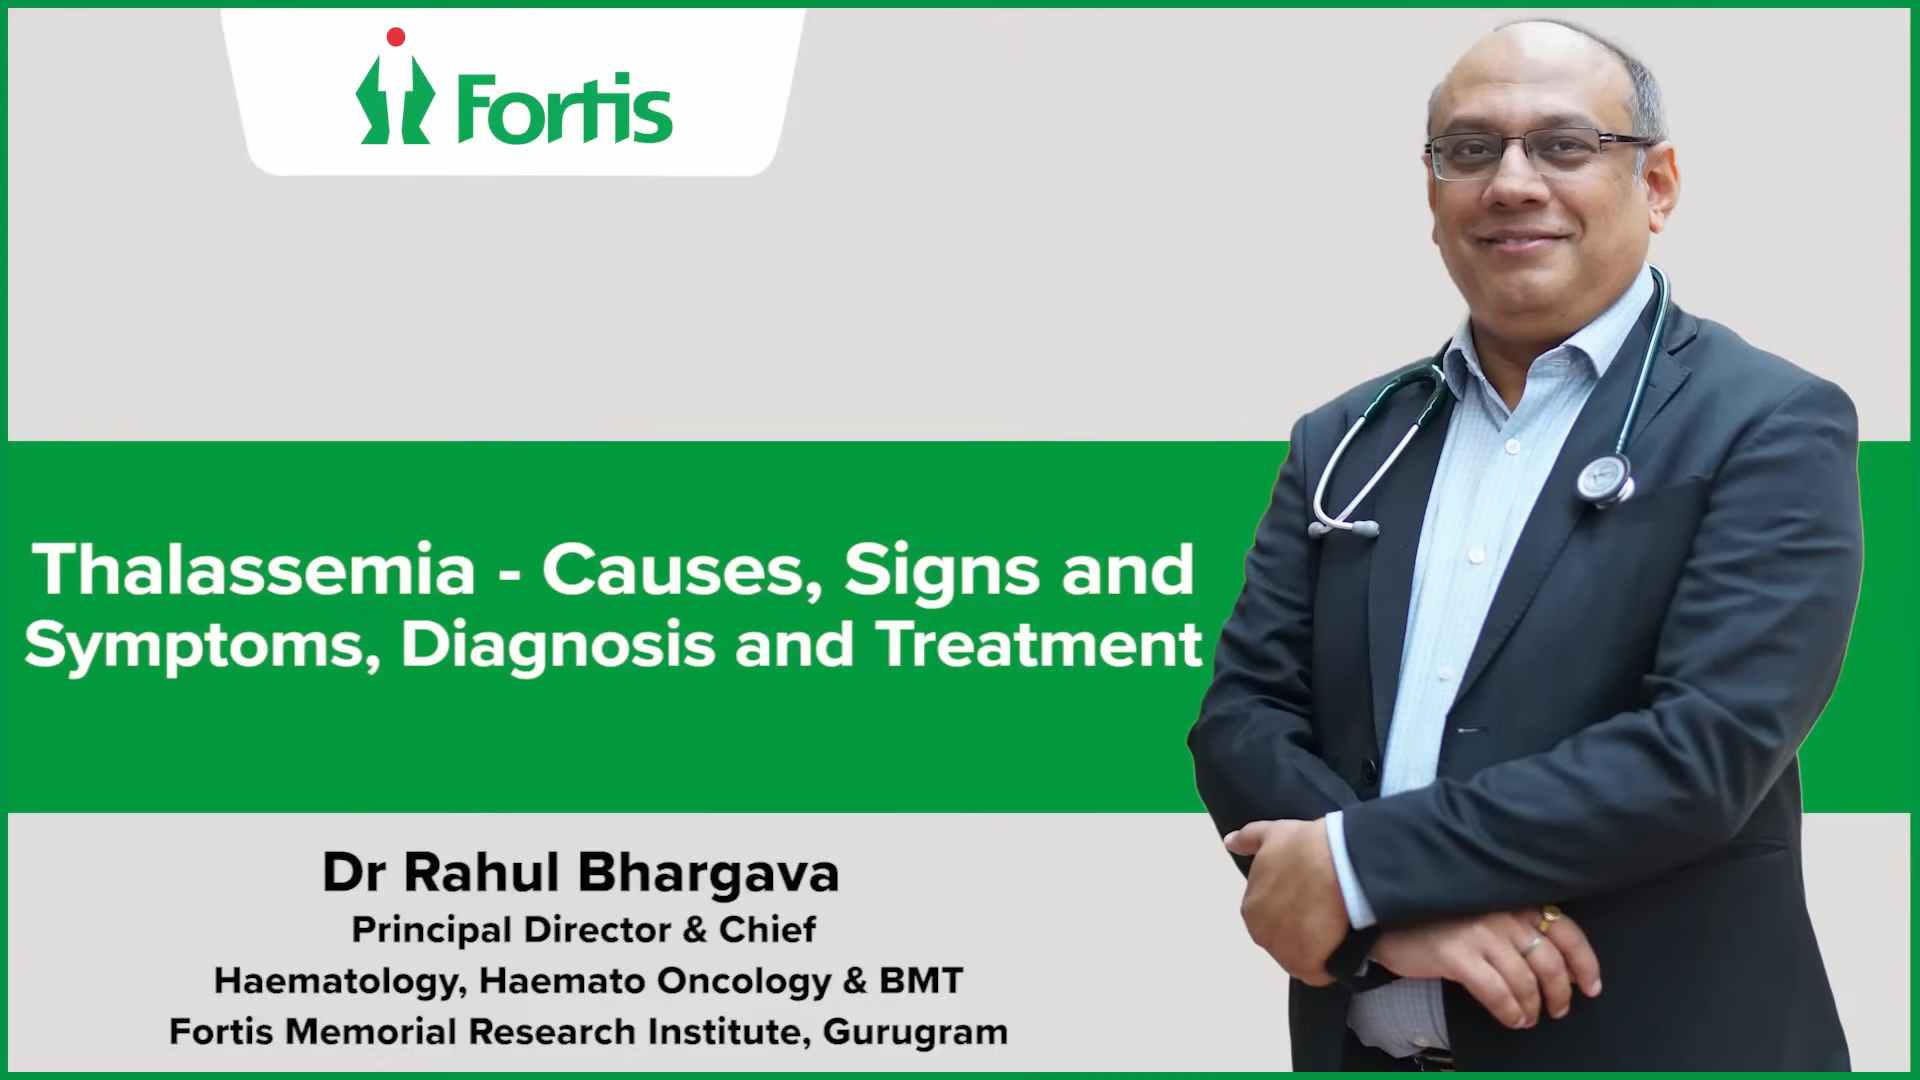 Fortis
Thalassemia - Causes, Signs and
Symptoms, Diagnosis and Treatment
Dr Rahul Bhargava
Principal Director & Chief
Haematology, Haemato Oncology & BMT
Fortis Memorial Research Institute, Gurugram